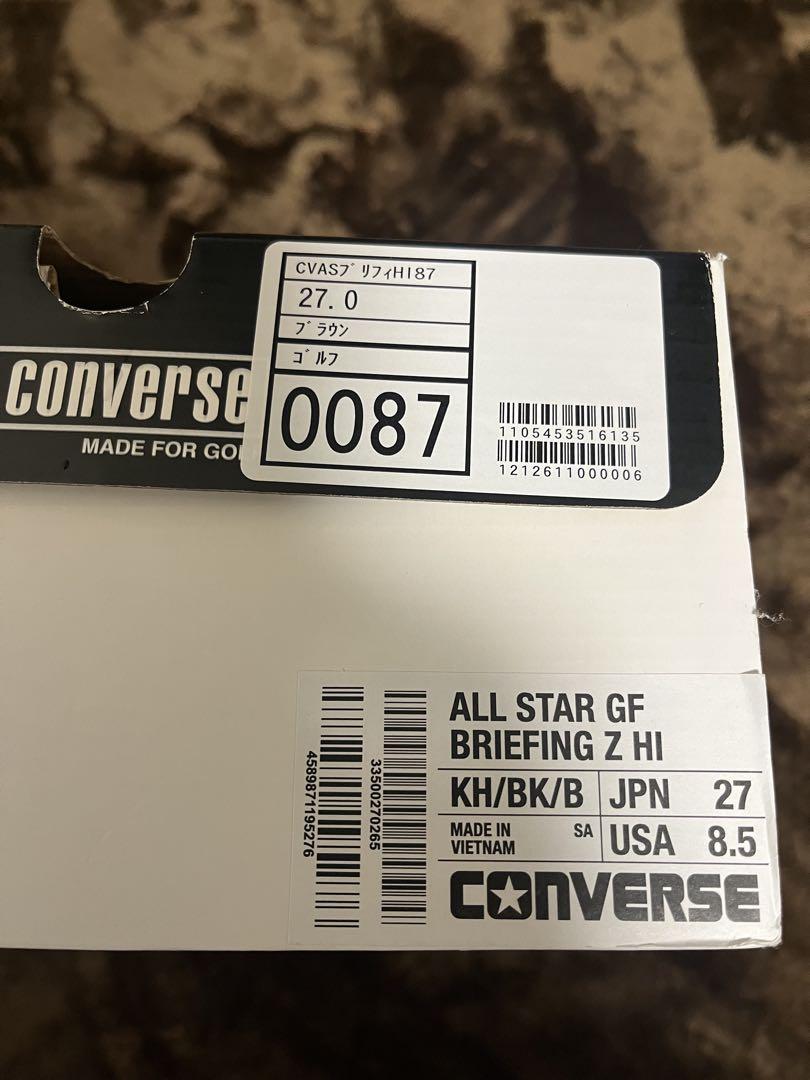 CVASﾌﾞﾘﾌｨHI87
27.0
ﾌﾞﾗｳﾝ
ｺﾞﾙﾌ
0087
1105453516135
1212611000006
converse
MADE FOR GO
4589871195276
33500270265
ALL STAR GF
BRIEFING Z HI
KH/BK/B
JPN 27
MADE IN
VIETNAM
SA
USA 8.5
CONVERSE